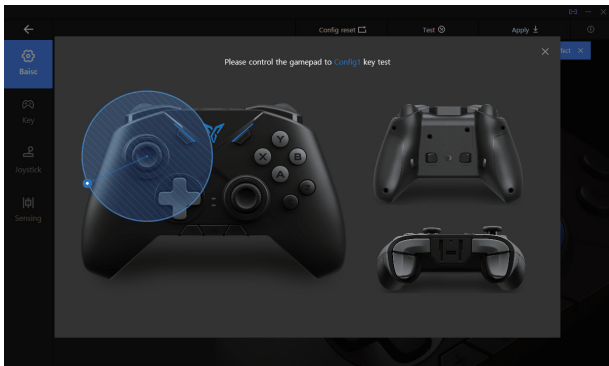 Config reset
Test
Apply
Baisc
Key
Joystick
Sensing
Please control the gamepad to Config1 key test
Y
X
B
A